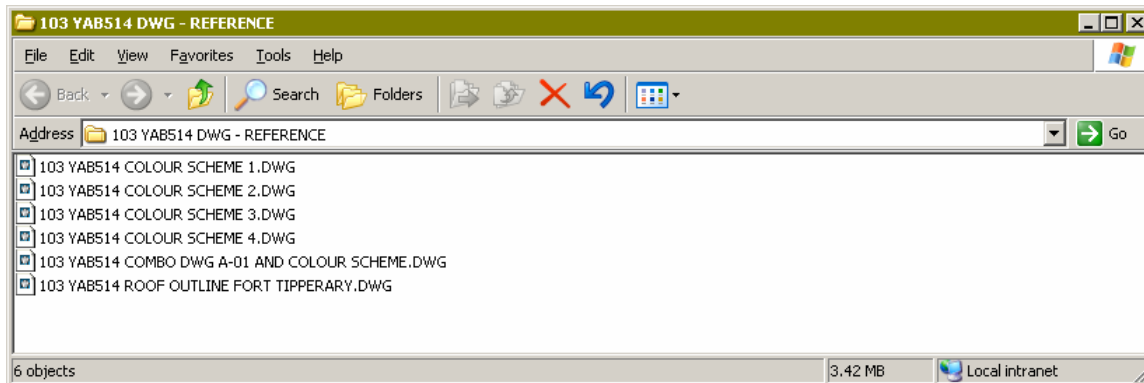 103 YAB514 DWG - REFERENCE
File Edit View Favorites Tools Help
Back Search Folders
Address 103 YAB514 DWG - REFERENCE Go
103 YAB514 COLOUR SCHEME 1.DWG
103 YAB514 COLOUR SCHEME 2.DWG
103 YAB514 COLOUR SCHEME 3.DWG
103 YAB514 COLOUR SCHEME 4.DWG
103 YAB514 COMBO DWG A-01 AND COLOUR SCHEME.DWG
103 YAB514 ROOF OUTLINE FORT TIPPERARY.DWG
6 objects 3.42 MB Local intranet